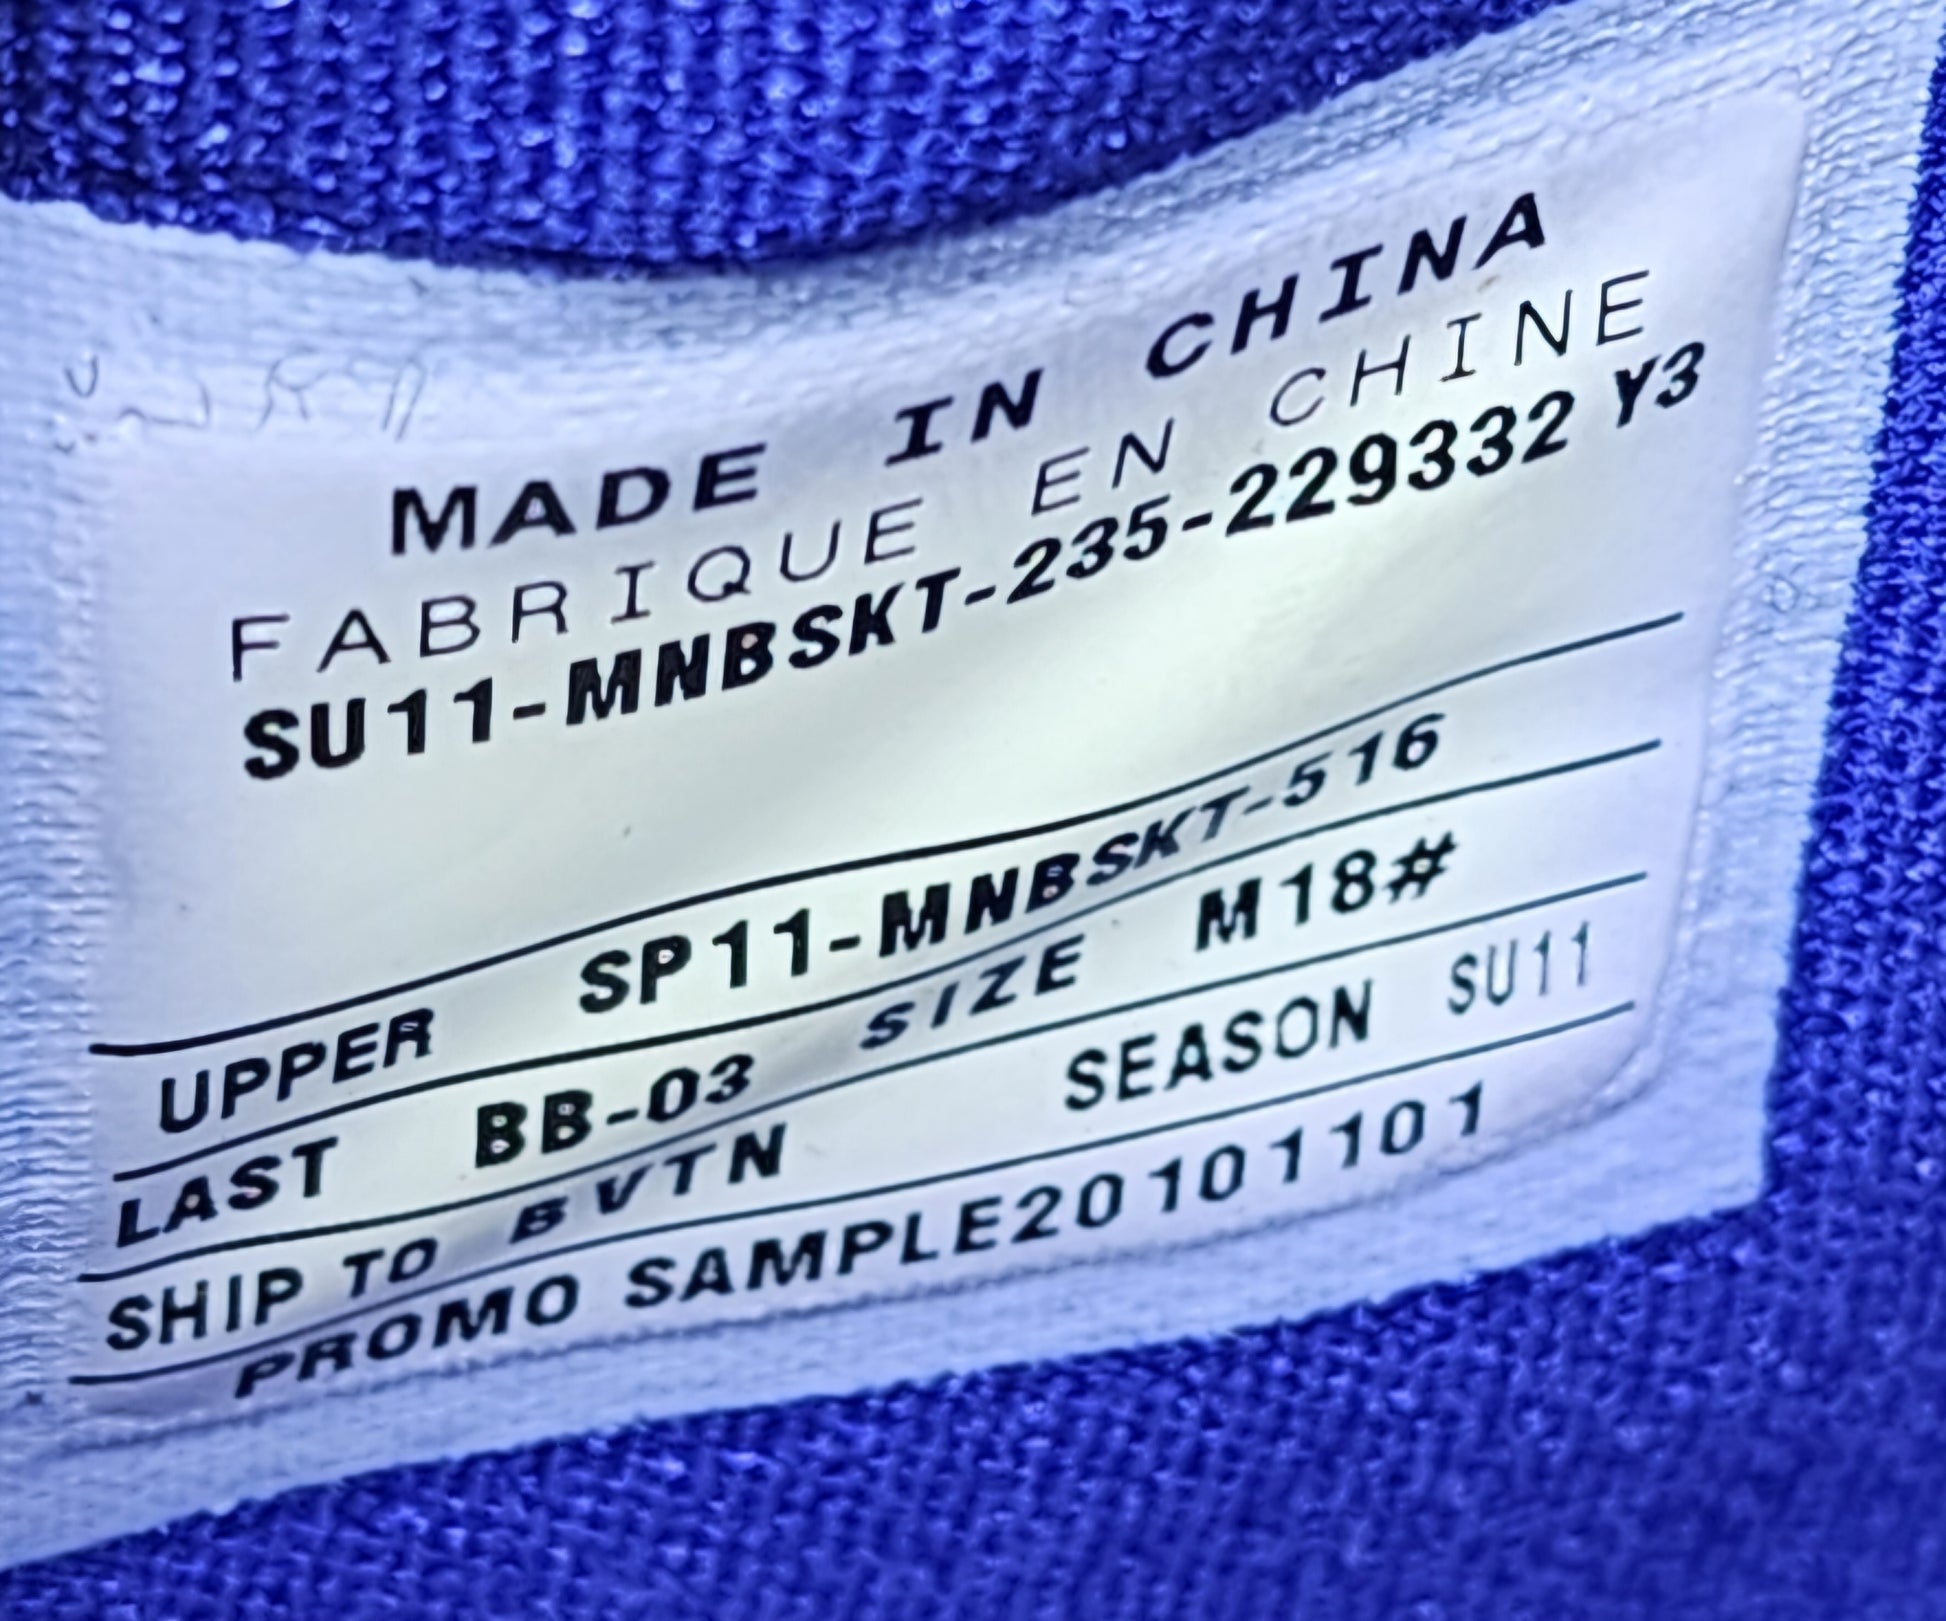 MADE IN CHINA
FABRIQUE EN CHINE
SU11-MNBSKT-235-229332 Y3
UPPER SP11-MNBSKT-516
LAST BB-03 SIZE M18#
SHIP TO BVTN SEASON SU11
PROMO SAMPLE20101101